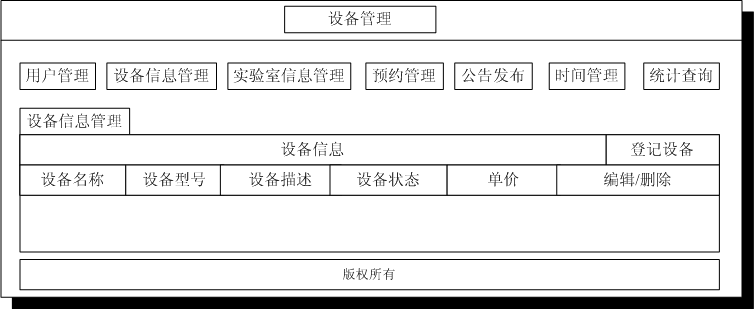 设备管理
用户管理 设备信息管理 实验室信息管理 预约管理 公告发布 时间管理 统计查询
设备信息管理
设备信息 登记设备
设备名称 设备型号 设备描述 设备状态 单价 编辑/删除
版权所有